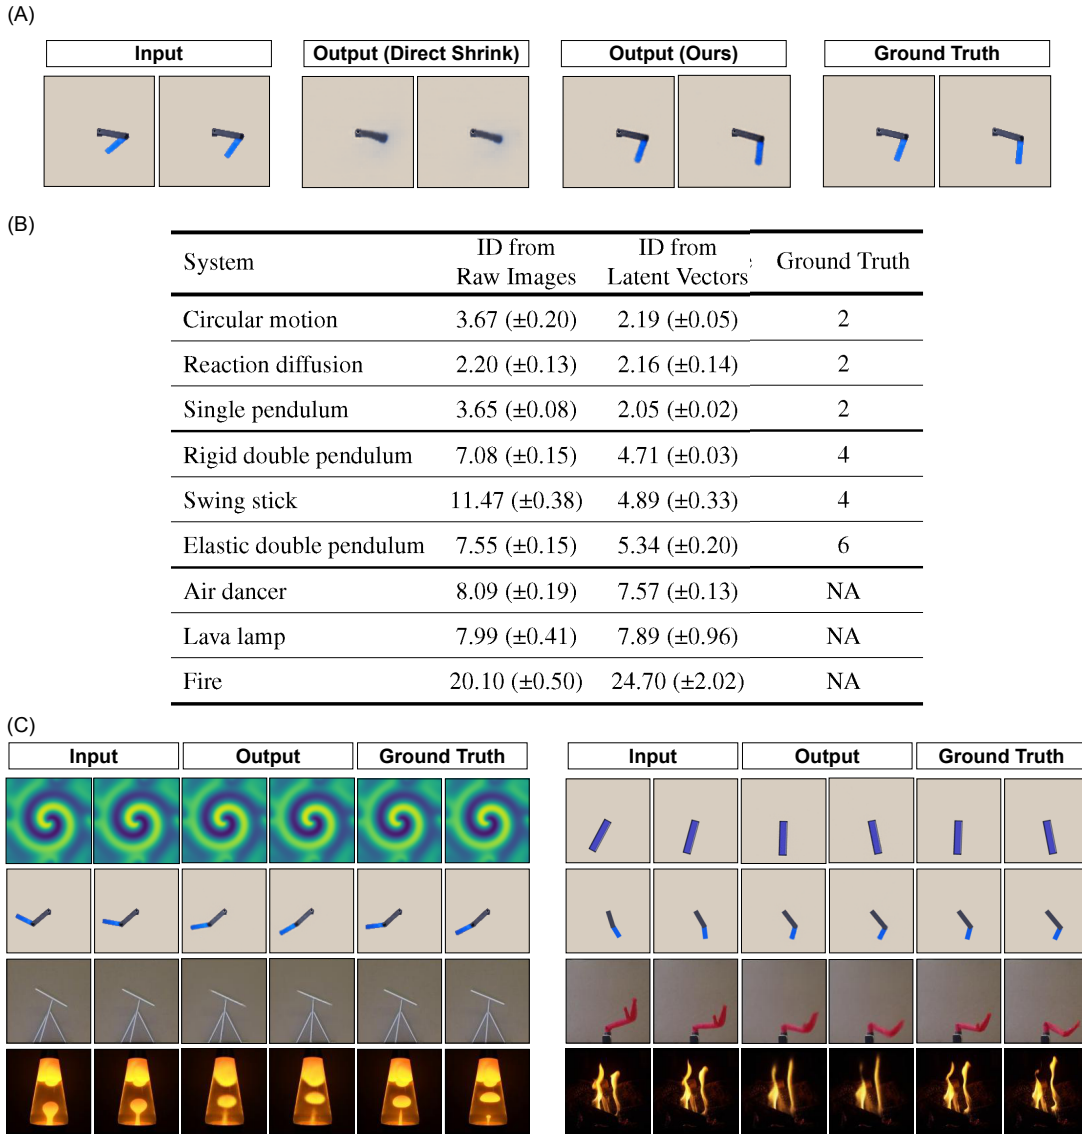 (A)
Input Output (Direct Shrink) Output (Ours) Ground Truth
(B)
System ID from Raw Images ID from Latent Vectors Ground Truth
Circular motion 3.67 (±0.20) 2.19 (±0.05) 2
Reaction diffusion 2.20 (±0.13) 2.16 (±0.14) 2
Single pendulum 3.65 (±0.08) 2.05 (±0.02) 2
Rigid double pendulum 7.08 (±0.15) 4.71 (±0.03) 4
Swing stick 11.47 (±0.38) 4.89 (±0.33) 4
Elastic double pendulum 7.55 (±0.15) 5.34 (±0.20) 6
Air dancer 8.09 (±0.19) 7.57 (±0.13) NA
Lava lamp 7.99 (±0.41) 7.89 (±0.96) NA
Fire 20.10 (±0.50) 24.70 (±2.02) NA
(C)
Input Output Ground Truth Input Output Ground Truth